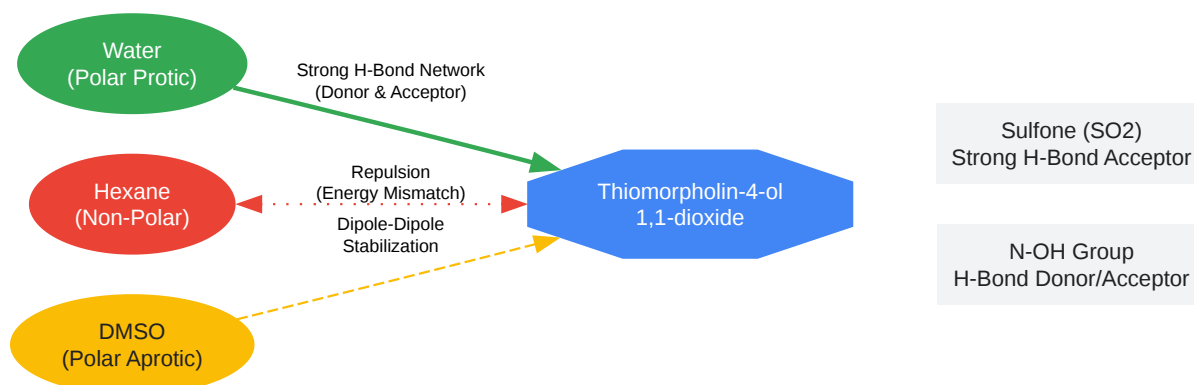 Water
(Polar Protic)
Strong H-Bond Network
(Donor & Acceptor)
Hexane
(Non-Polar)
Repulsion
(Energy Mismatch)
Dipole-Dipole
Stabilization
DMSO
(Polar Aprotic)
Thiomorpholin-4-ol
1,1-dioxide
Sulfone (SO2)
Strong H-Bond Acceptor
N-OH Group
H-Bond Donor/Acceptor